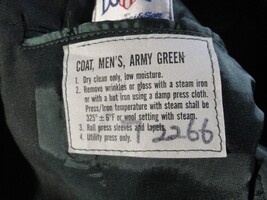 COAT, MEN'S, ARMY GREEN
1. Dry clean only, low moisture.
2. Remove wrinkles or gloss with a steam iron
or with a hot iron using a damp press cloth.
Press/Iron temperature with steam shall be
325° ± 6°F or wool setting with steam.
3. Roll press sleeves and lapels.
4. Utility press only.
12266